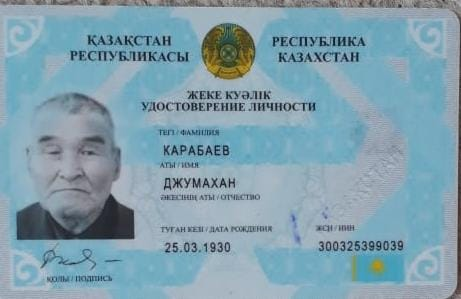 ҚАЗАҚСТАН РЕСПУБЛИКАСЫ
РЕСПУБЛИКА КАЗАХСТАН
ЖЕКЕ КУӘЛІК
УДОСТОВЕРЕНИЕ ЛИЧНОСТИ
ТЕГІ / ФАМИЛИЯ
КАРАБАЕВ
АТЫ / ИМЯ
ДЖУМАХАН
ӘКЕСІНІҢ АТЫ / ОТЧЕСТВО
ТУҒАН КЕЗІ / ДАТА РОЖДЕНИЯ
25.03.1930
ЖСН / ИИН
300325399039
ҚОЛЫ / ПОДПИСЬ